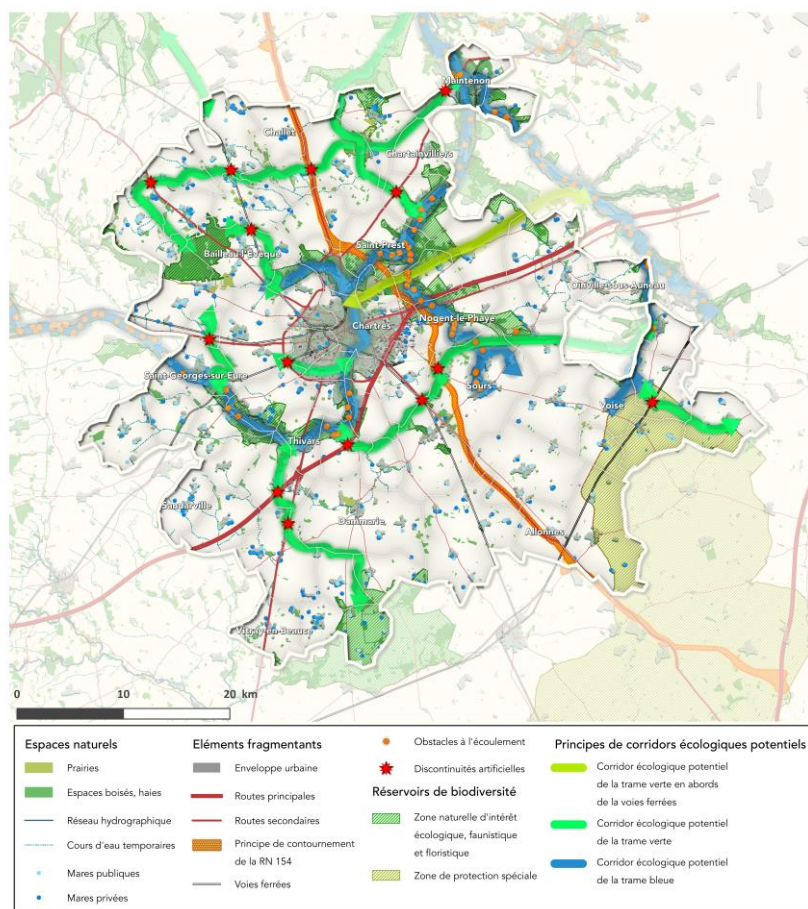 Maintenon
Challet
Chartainvilliers
Saint-Prest
Bailleau-l'Evêque
Oinville-sous-Auneau
Chartres
Nogent-le-Phaye
Saint-Georges-sur-Eure
Sours
Voise
Thivars
Sandarville
Dammarie
Allonnes
Vitray-en-Beauce
0 10 20 km
Espaces naturels
Prairies
Espaces boisés, haies
Réseau hydrographique
Cours d'eau temporaires
Mares publiques
Mares privées
Eléments fragmentants
Enveloppe urbaine
Routes principales
Routes secondaires
Principe de contournement
de la RN 154
Voies ferrées
Obstacles à l'écoulement
Discontinuités artificielles
Réservoirs de biodiversité
Zone naturelle d'intérêt
écologique, faunistique
et floristique
Zone de protection spéciale
Principes de corridors écologiques potentiels
Corridor écologique potentiel
de la trame verte en abords
de la voies ferrées
Corridor écologique potentiel
de la trame verte
Corridor écologique potentiel
de la trame bleue